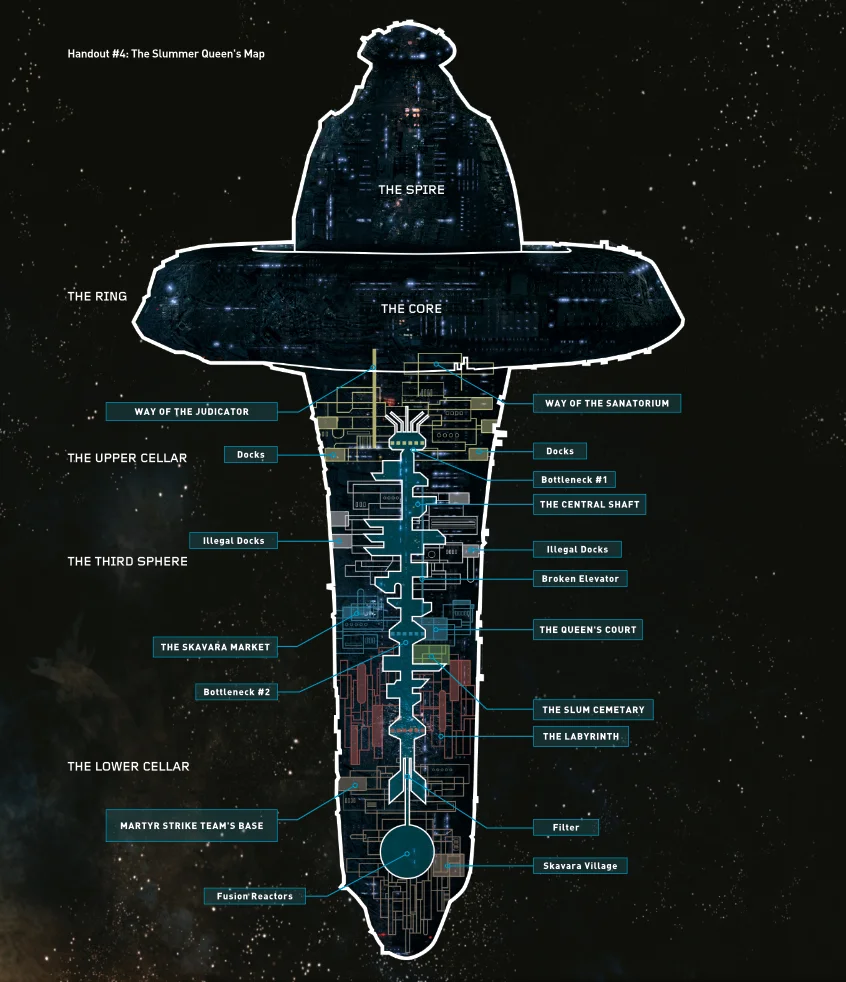 Handout #4: The Slummer Queen's Map
THE SPIRE
THE RING
THE CORE
WAY OF THE JUDICATOR
WAY OF THE SANATORIUM
THE UPPER CELLAR
Docks
Docks
Bottleneck #1
THE CENTRAL SHAFT
Illegal Docks
Illegal Docks
THE THIRD SPHERE
Broken Elevator
THE QUEEN'S COURT
THE SKAVARA MARKET
Bottleneck #2
THE SLUM CEMETARY
THE LABYRINTH
THE LOWER CELLAR
MARTYR STRIKE TEAM'S BASE
Filter
Skavara Village
Fusion Reactors